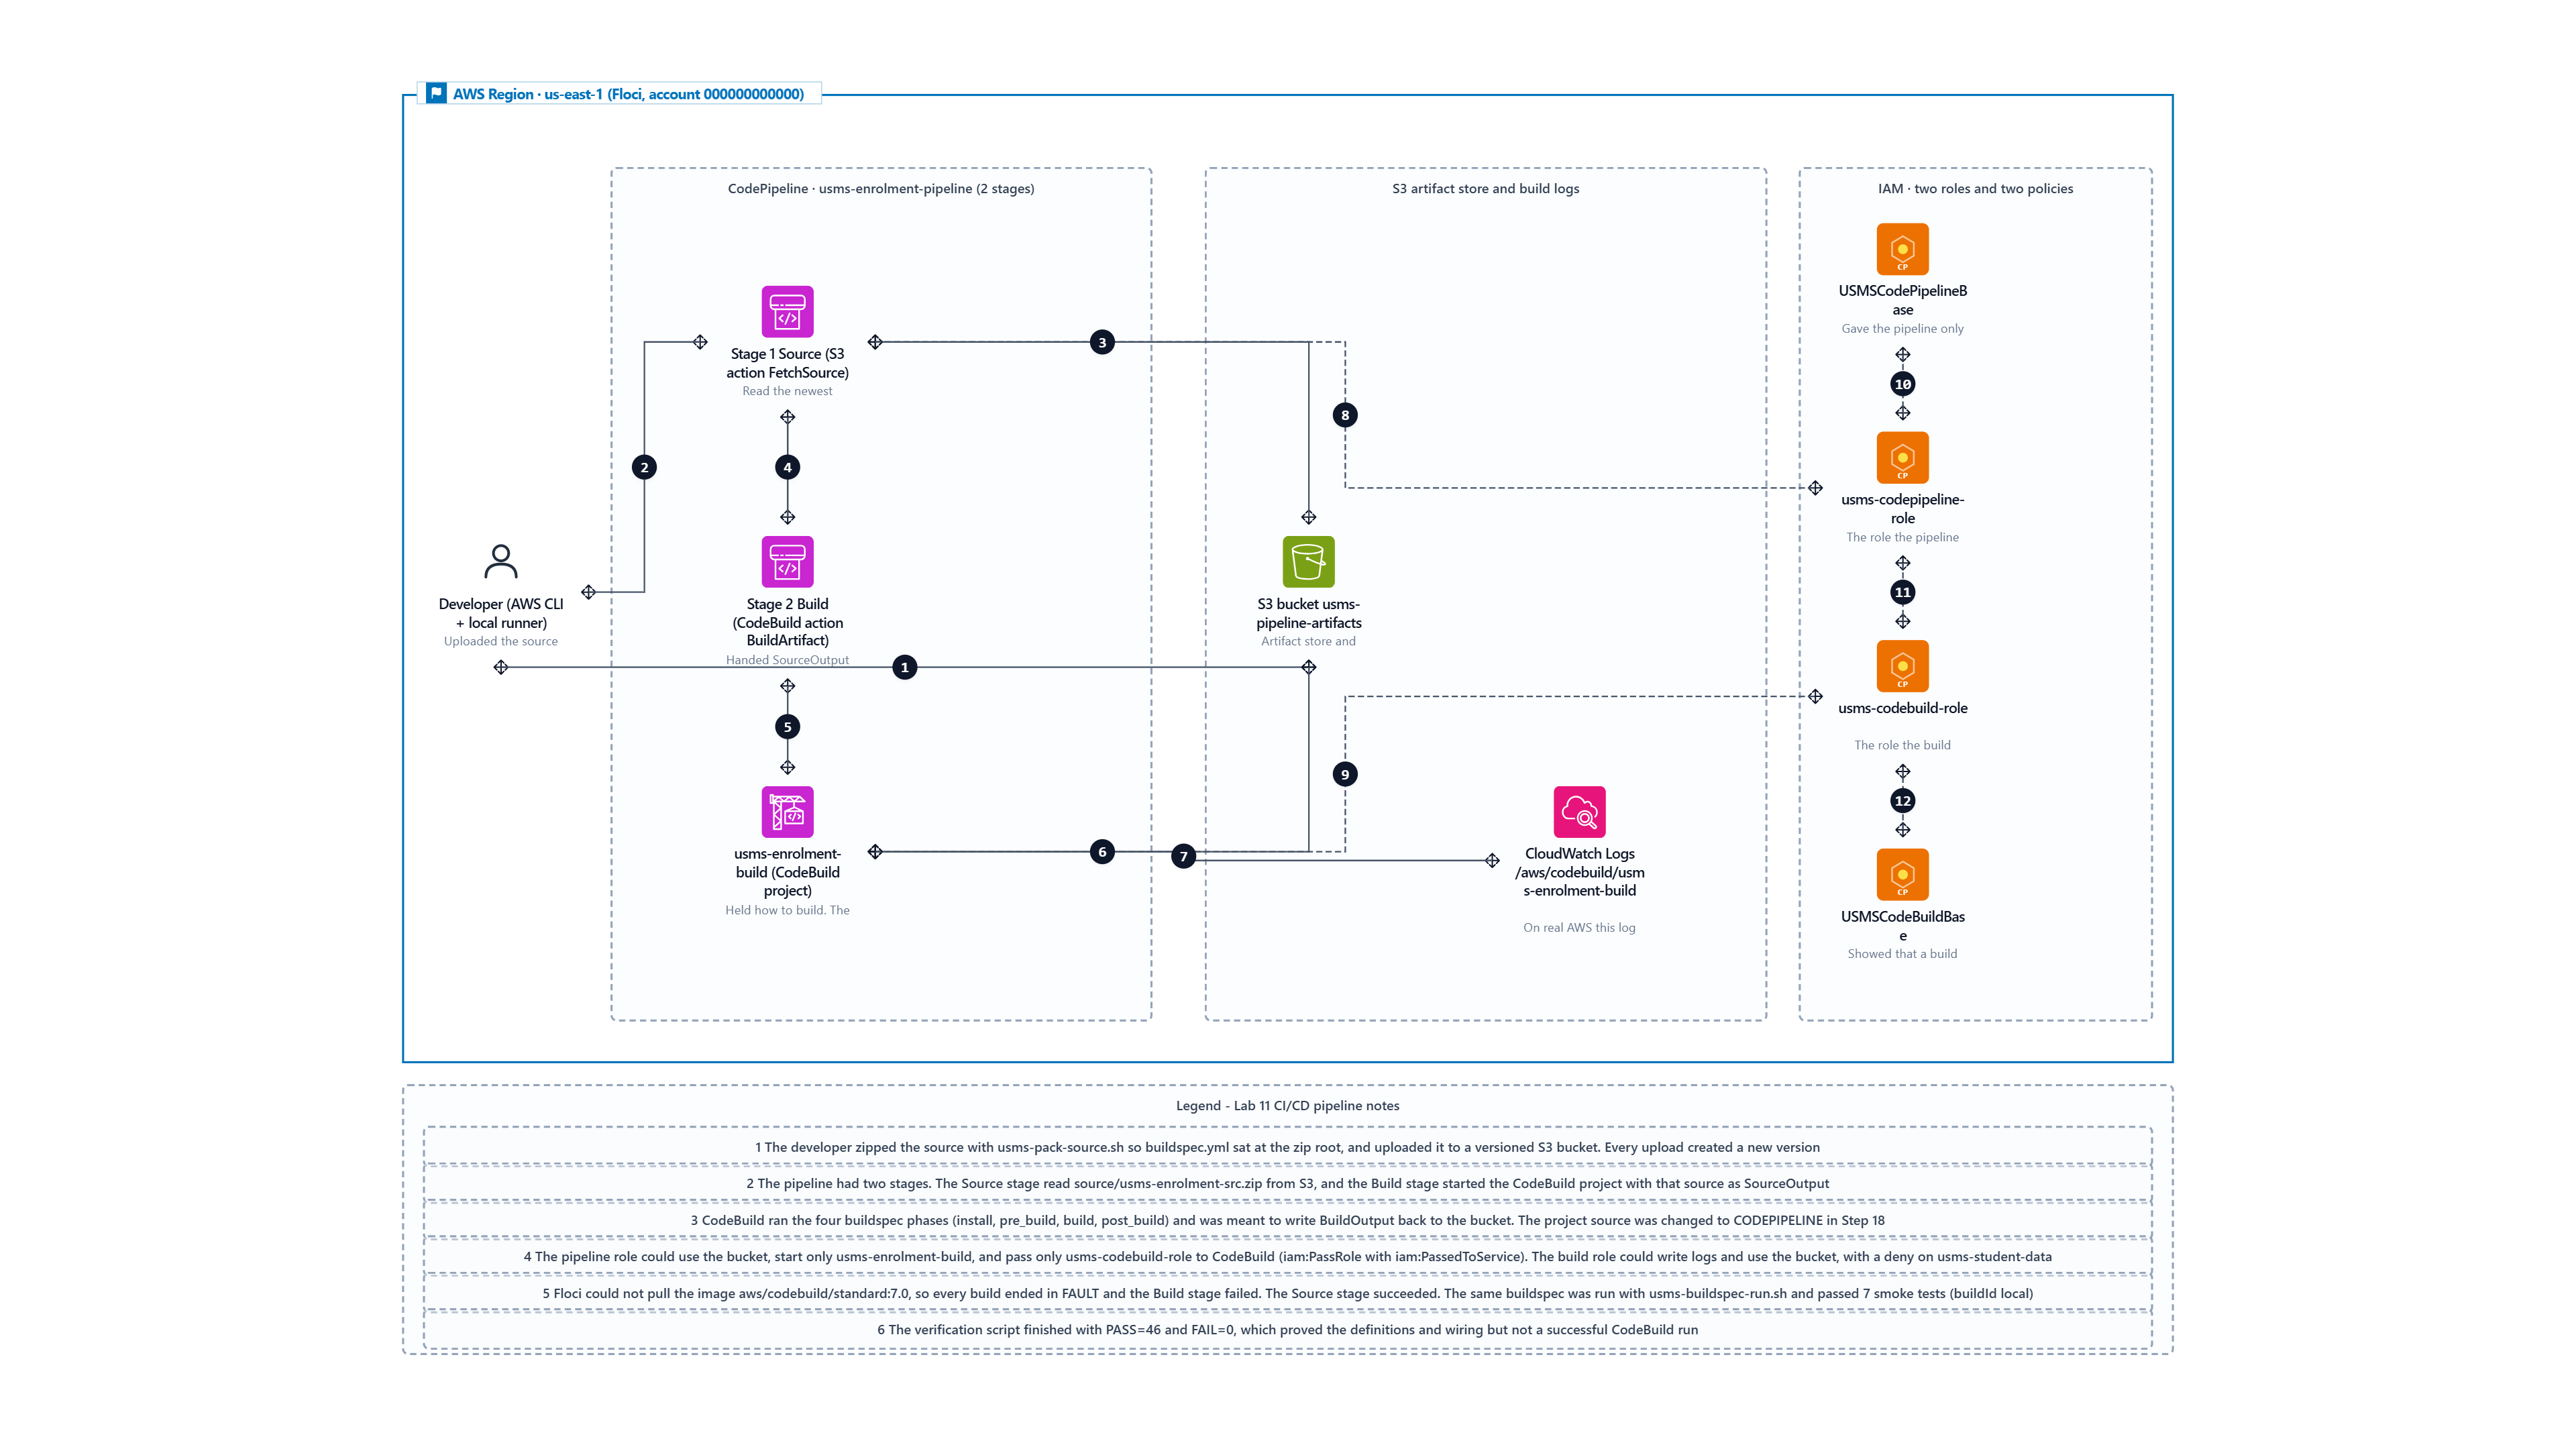 AWS Region · us-east-1 (Floci, account 000000000000)
CodePipeline · usms-enrolment-pipeline (2 stages)
S3 artifact store and build logs
IAM · two roles and two policies
CP
USMSCodePipelineB
ase
Gave the pipeline only
Stage 1 Source (S3
action FetchSource)
Read the newest
3
10
8
2
4
CP
usms-codepipeline-
role
The role the pipeline
Developer (AWS CLI
+ local runner)
Uploaded the source
Stage 2 Build
(CodeBuild action
BuildArtifact)
Handed SourceOutput
S3 bucket usms-
pipeline-artifacts
Artifact store and
11
1
CP
usms-codebuild-role
The role the build
5
9
12
6
7
usms-enrolment-
build (CodeBuild
project)
Held how to build. The
CloudWatch Logs
/aws/codebuild/usm
s-enrolment-build
On real AWS this log
CP
USMSCodeBuildBas
e
Showed that a build
Legend - Lab 11 CI/CD pipeline notes
1 The developer zipped the source with usms-pack-source.sh so buildspec.yml sat at the zip root, and uploaded it to a versioned S3 bucket. Every upload created a new version
2 The pipeline had two stages. The Source stage read source/usms-enrolment-src.zip from S3, and the Build stage started the CodeBuild project with that source as SourceOutput
3 CodeBuild ran the four buildspec phases (install, pre_build, build, post_build) and was meant to write BuildOutput back to the bucket. The project source was changed to CODEPIPELINE in Step 18
4 The pipeline role could use the bucket, start only usms-enrolment-build, and pass only usms-codebuild-role to CodeBuild (iam:PassRole with iam:PassedToService). The build role could write logs and use the bucket, with a deny on usms-student-data
5 Floci could not pull the image aws/codebuild/standard:7.0, so every build ended in FAULT and the Build stage failed. The Source stage succeeded. The same buildspec was run with usms-buildspec-run.sh and passed 7 smoke tests (buildId local)
6 The verification script finished with PASS=46 and FAIL=0, which proved the definitions and wiring but not a successful CodeBuild run